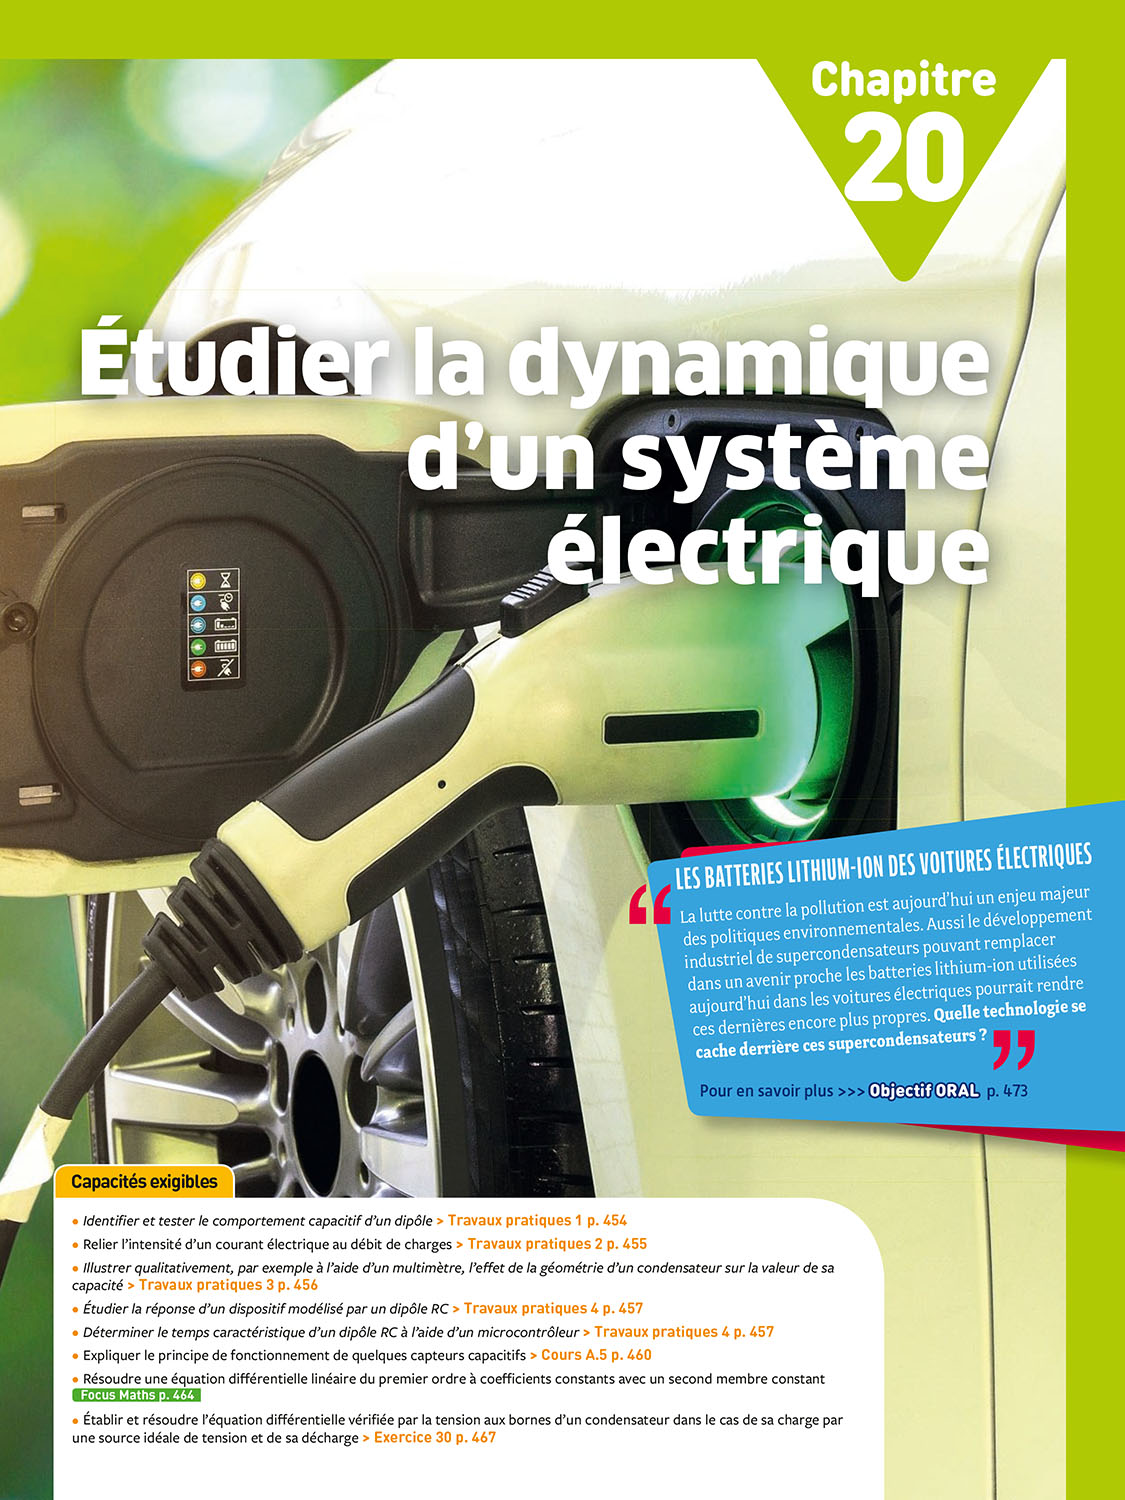 Chapitre
20
Étudier la dynamique
d'un système
électrique
LES BATTERIES LITHIUM-ION DES VOITURES ÉLECTRIQUES
“ La lutte contre la pollution est aujourd'hui un enjeu majeur
des politiques environnementales. Aussi le développement
industriel de supercondensateurs pouvant remplacer
dans un avenir proche les batteries lithium-ion utilisées
aujourd'hui dans les voitures électriques pourrait rendre
ces dernières encore plus propres. Quelle technologie se
cache derrière ces supercondensateurs ? ”
Pour en savoir plus >>> Objectif ORAL p. 473
Capacités exigibles
• Identifier et tester le comportement capacitif d'un dipôle > Travaux pratiques 1 p. 454
• Relier l'intensité d'un courant électrique au débit de charges > Travaux pratiques 2 p. 455
• Illustrer qualitativement, par exemple à l'aide d'un multimètre, l'effet de la géométrie d'un condensateur sur la valeur de sa
capacité > Travaux pratiques 3 p. 456
• Étudier la réponse d'un dispositif modélisé par un dipôle RC > Travaux pratiques 4 p. 457
• Déterminer le temps caractéristique d'un dipôle RC à l'aide d'un microcontrôleur > Travaux pratiques 4 p. 457
• Expliquer le principe de fonctionnement de quelques capteurs capacitifs > Cours A.5 p. 460
• Résoudre une équation différentielle linéaire du premier ordre à coefficients constants avec un second membre constant
Focus Maths p. 464
• Établir et résoudre l'équation différentielle vérifiée par la tension aux bornes d'un condensateur dans le cas de sa charge par
une source idéale de tension et de sa décharge > Exercice 30 p. 467